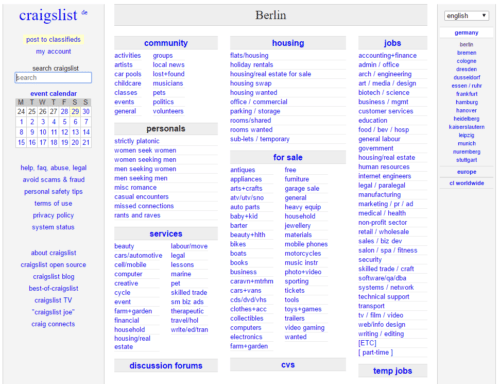 craigslist de
post to classifieds
my account
search craigslist
search
event calendar
M T W T F S S
24 25 26 27 28 29 30
1 2 3 4 5 6 7
8 9 10 11 12 13 14
15 16 17 18 19 20 21
help, faq, abuse, legal
avoid scams & fraud
personal safety tips
terms of use
privacy policy
system status
about craigslist
craigslist open source
craigslist blog
best-of-craigslist
craigslist TV
"craigslist joe"
craig connects
Berlin
community
activities groups
artists local news
car pools lost+found
childcare musicians
classes pets
events politics
general volunteers
personals
strictly platonic
women seek women
women seeking men
men seeking women
men seeking men
misc romance
casual encounters
missed connections
rants and raves
services
beauty labour/move
cars/automotive legal
cell/mobile lessons
computer marine
creative pet
cycle skilled trade
event sm biz ads
farm+garden therapeutic
financial travel/hol
household write/ed/tran
housing/real
estate
discussion forums
housing
flats/housing
holiday rentals
housing/real estate for sale
housing swap
housing wanted
office / commercial
parking / storage
rooms/shared
rooms wanted
sub-lets / temporary
for sale
antiques free
appliances furniture
arts+crafts garage sale
atv/utv/sno general
auto parts heavy equip
baby+kid household
barter jewellery
beauty+hlth materials
bikes mobile phones
boats motorcycles
books music instr
business photo+video
caravn+mtrhm sporting
cars+vans tickets
cds/dvd/vhs tools
clothes+acc toys+games
collectibles trailers
computers video gaming
electronics wanted
farm+garden
cvs
jobs
accounting+finance
admin / office
arch / engineering
art / media / design
biotech / science
business / mgmt
customer services
education
food / bev / hosp
general labour
government
housing/real estate
human resources
internet engineers
legal / paralegal
manufacturing
marketing / pr / ad
medical / health
non-profit sector
retail / wholesale
sales / biz dev
salon / spa / fitness
security
skilled trade / craft
software/qa/dba
systems / network
technical support
transport
tv / film / video
web/info design
writing / editing
[ETC]
[ part-time ]
temp jobs
english
germany
berlin
bremen
cologne
dresden
dusseldorf
essen / ruhr
frankfurt
hamburg
hanover
heidelberg
kaiserslautern
leipzig
munich
nuremberg
stuttgart
europe
cl worldwide